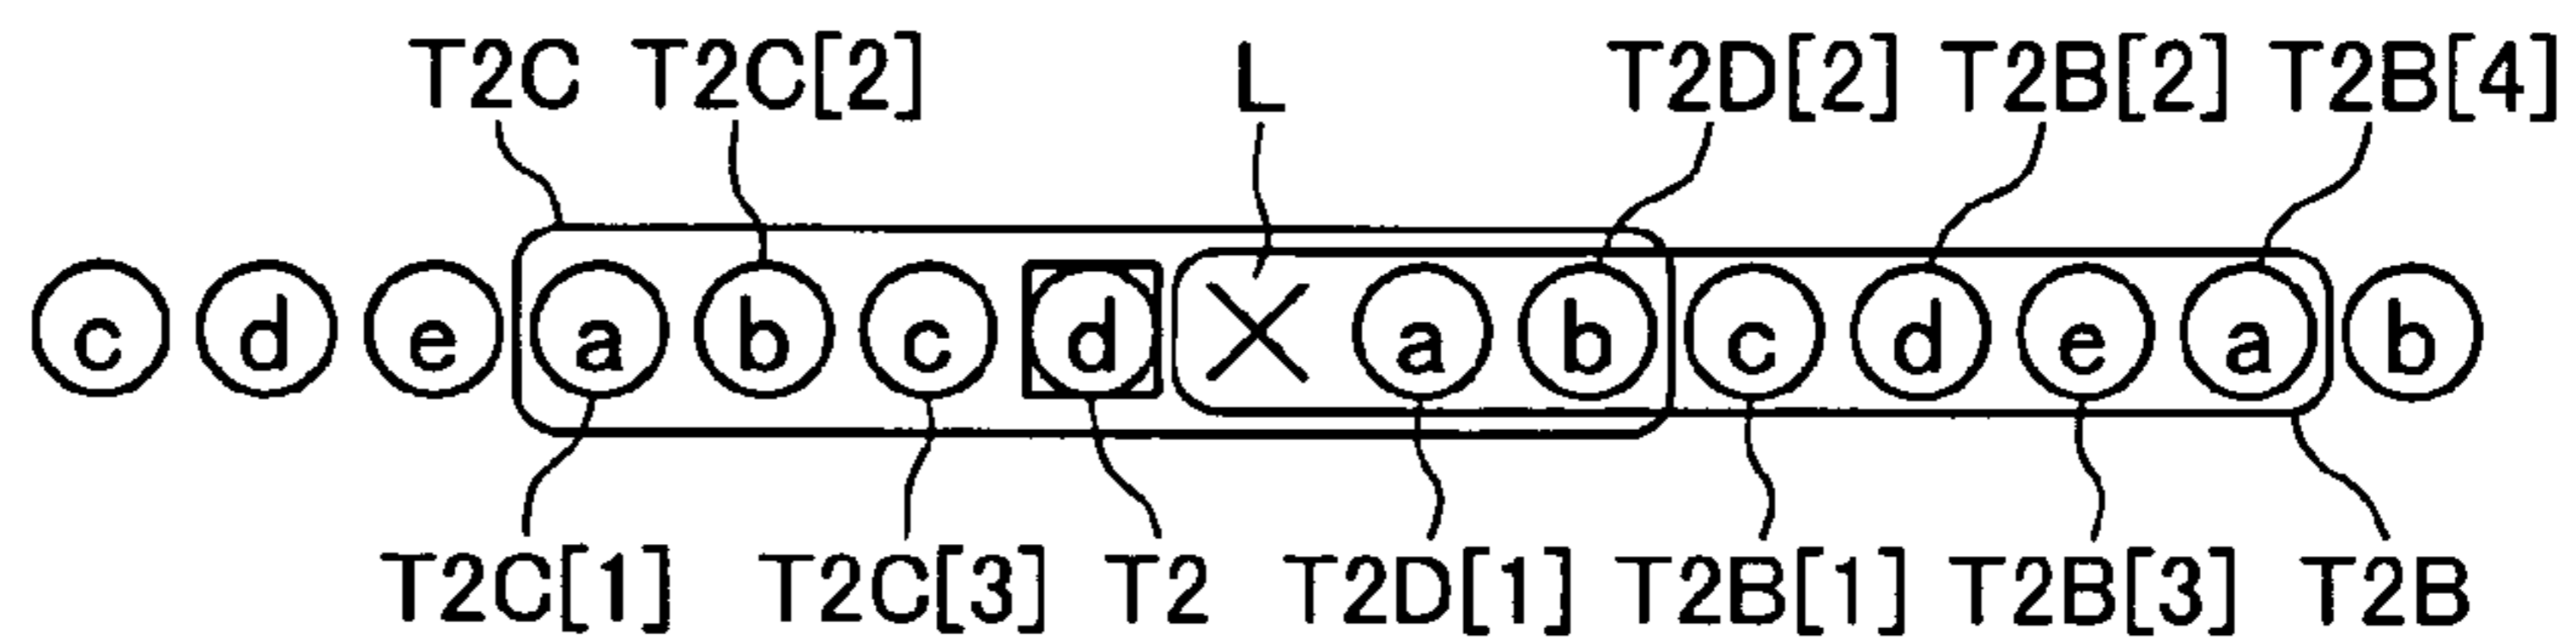 T2C T2C[2] L T2D[2] T2B[2] T2B[4]
c d e a b c d a b c d e a b
T2C[1] T2C[3] T2 T2D[1] T2B[1] T2B[3] T2B